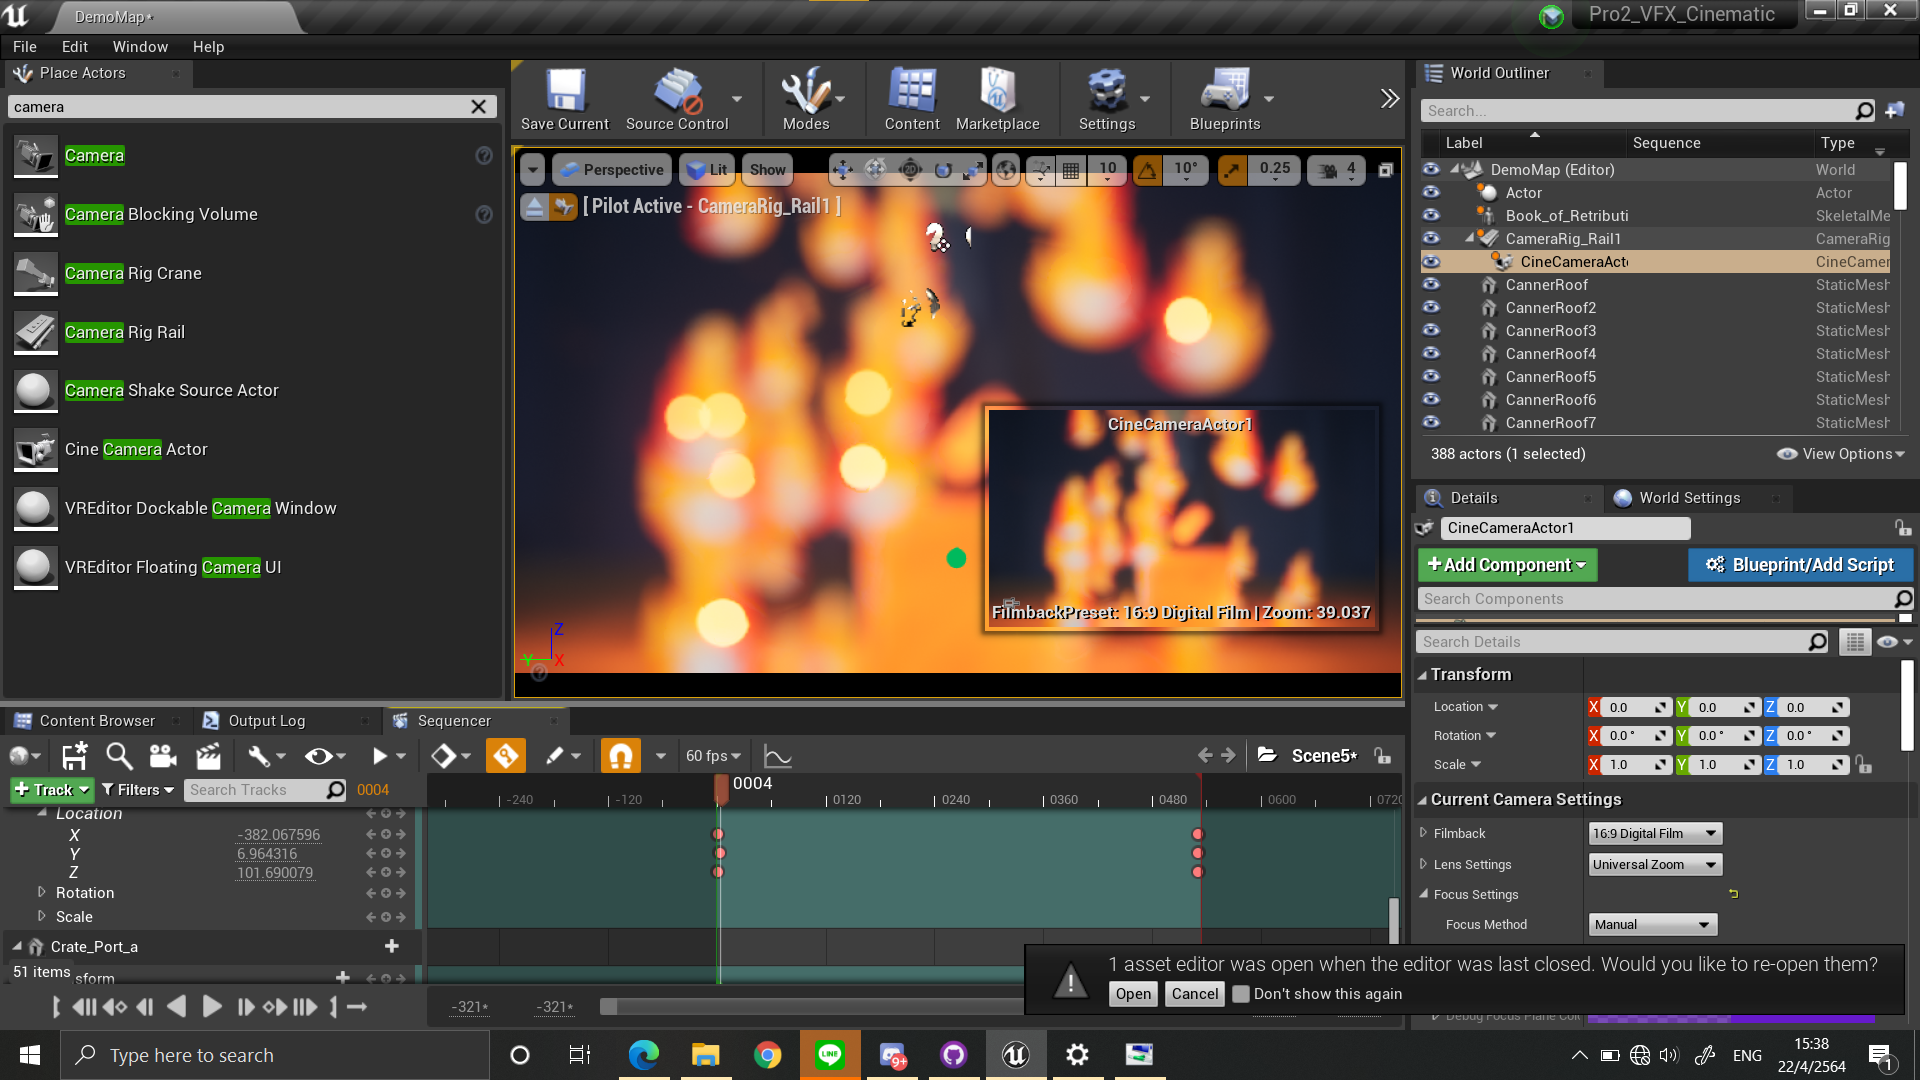 DemoMap*
Pro2_VFX_Cinematic
File Edit Window Help
Place Actors
camera
Camera
Camera Blocking Volume
Camera Rig Crane
Camera Rig Rail
Camera Shake Source Actor
Cine Camera Actor
VREditor Dockable Camera Window
VREditor Floating Camera UI
Save Current Source Control Modes Content Marketplace Settings Blueprints
Perspective Lit Show 10 10° 0.25 4
[ Pilot Active - CameraRig_Rail1 ]
CineCameraActor1
FilmbackPreset: 16:9 Digital Film | Zoom: 39.037
Z
Y X
World Outliner
Search...
Label Sequence Type
DemoMap (Editor) World
Actor Actor
Book_of_Retributi SkeletalMe
CameraRig_Rail1 CameraRig
CineCameraActo CineCamer
CannerRoof StaticMesh
CannerRoof2 StaticMesh
CannerRoof3 StaticMesh
CannerRoof4 StaticMesh
CannerRoof5 StaticMesh
CannerRoof6 StaticMesh
CannerRoof7 StaticMesh
388 actors (1 selected) View Options
Details World Settings
CineCameraActor1
+Add Component Blueprint/Add Script
Search Components
Search Details
Transform
Location X 0.0 Y 0.0 Z 0.0
Rotation X 0.0 ° Y 0.0 ° Z 0.0 °
Scale X 1.0 Y 1.0 Z 1.0
Current Camera Settings
Filmback 16:9 Digital Film
Lens Settings Universal Zoom
Focus Settings
Focus Method Manual
Debug Focus Plane Col
Content Browser Output Log Sequencer
60 fps Scene5*
+ Track Filters Search Tracks 0004
0004
-240 -120 0120 0240 0360 0480 0600 0720
Location
X -382.067596
Y 6.964316
Z 101.690079
Rotation
Scale
Crate_Port_a
51 items sform
-321* -321*
1 asset editor was open when the editor was last closed. Would you like to re-open them?
Open Cancel Don't show this again
Type here to search
LINE
9+
ENG
15:38
22/4/2564
1